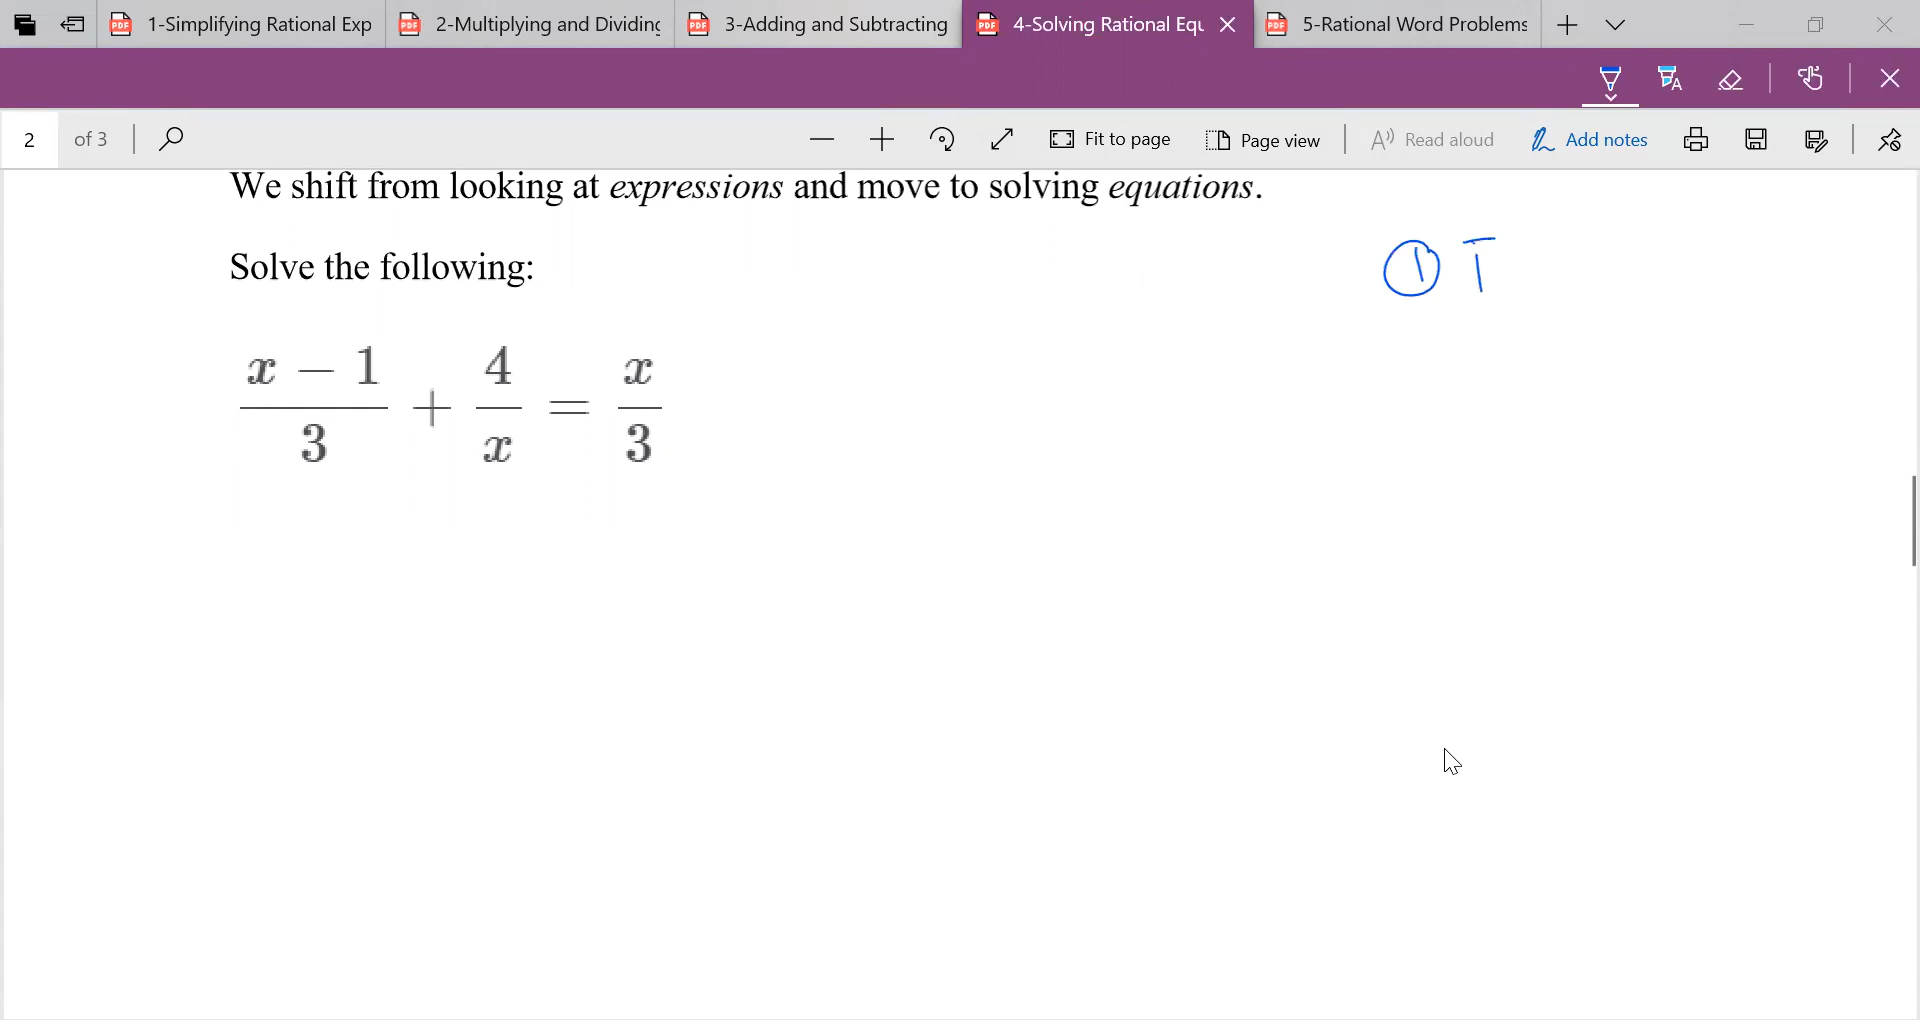 1-Simplifying Rational Exp 2-Multiplying and Dividing 3-Adding and Subtracting 4-Solving Rational Equ 5-Rational Word Problems
2 of 3 Fit to page Page view Read aloud Add notes
We shift from looking at expressions and move to solving equations.
Solve the following:
① T
(x − 1)/3 + 4/x = x/3